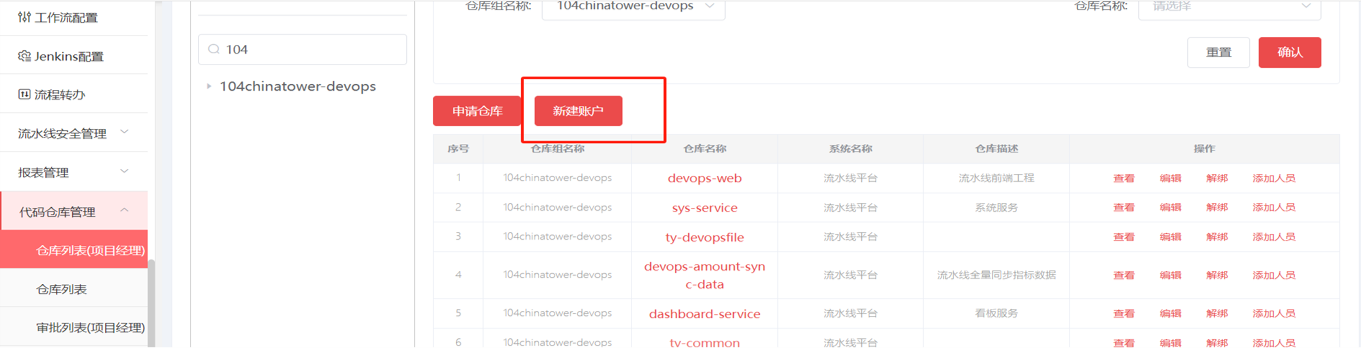 工作流配置
Jenkins配置
流程转办
流水线安全管理
报表管理
代码仓库管理
仓库列表(项目经理)
仓库列表
审批列表(项目经理)
104
104chinatower-devops
仓库组名称: 104chinatower-devops 仓库名称: 请选择
重置 确认
申请仓库 新建账户
序号 仓库组名称 仓库名称 系统名称 仓库描述 操作
1 104chinatower-devops devops-web 流水线平台 流水线前端工程 查看 编辑 解绑 添加人员
2 104chinatower-devops sys-service 流水线平台 系统服务 查看 编辑 解绑 添加人员
3 104chinatower-devops ty-devopsfile 流水线平台 查看 编辑 解绑 添加人员
4 104chinatower-devops devops-amount-syn 流水线平台 流水线全量同步指标数据 查看 编辑 解绑 添加人员
c-data
5 104chinatower-devops dashboard-service 流水线平台 看板服务 查看 编辑 解绑 添加人员
6 104chinatower-devops ty-common 流水线平台 查看 编辑 解绑 添加人员